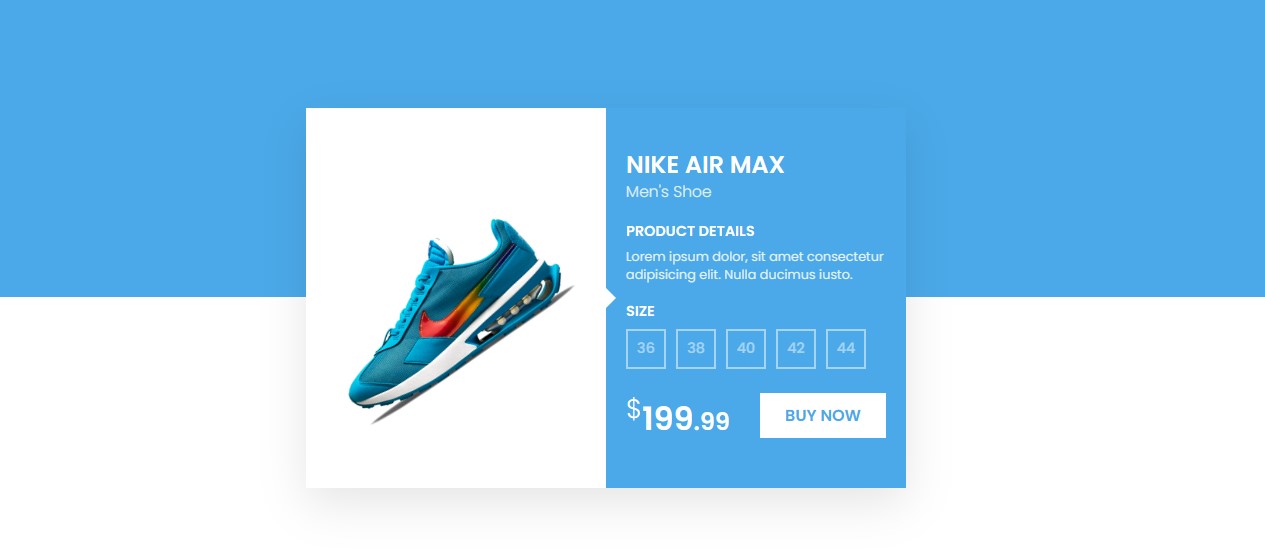 NIKE AIR MAX
Men's Shoe
PRODUCT DETAILS
Lorem ipsum dolor, sit amet consectetur
adipisicing elit. Nulla ducimus iusto.
SIZE
36 38 40 42 44
$199.99 BUY NOW